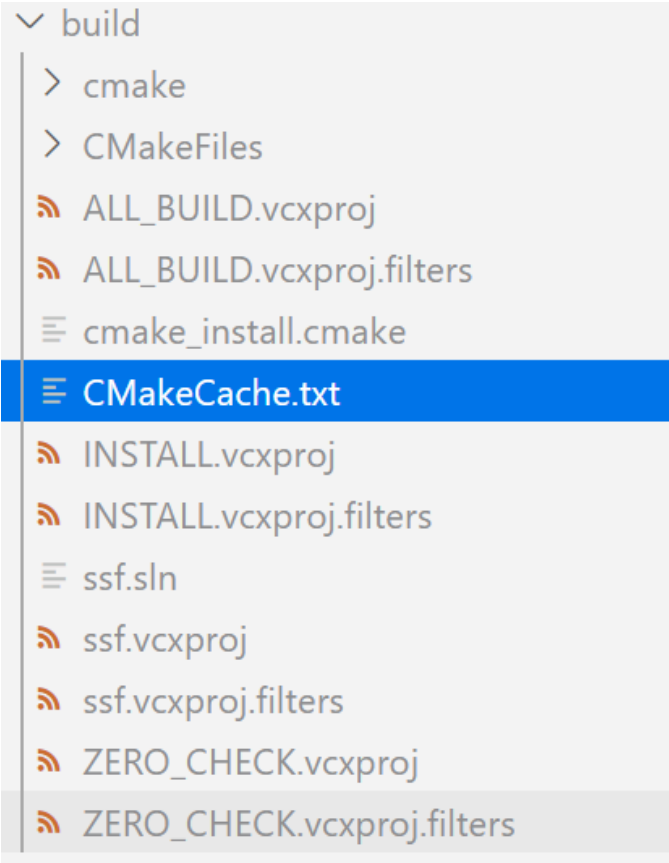 build
cmake
CMakeFiles
ALL_BUILD.vcxproj
ALL_BUILD.vcxproj.filters
cmake_install.cmake
CMakeCache.txt
INSTALL.vcxproj
INSTALL.vcxproj.filters
ssf.sln
ssf.vcxproj
ssf.vcxproj.filters
ZERO_CHECK.vcxproj
ZERO_CHECK.vcxproj.filters